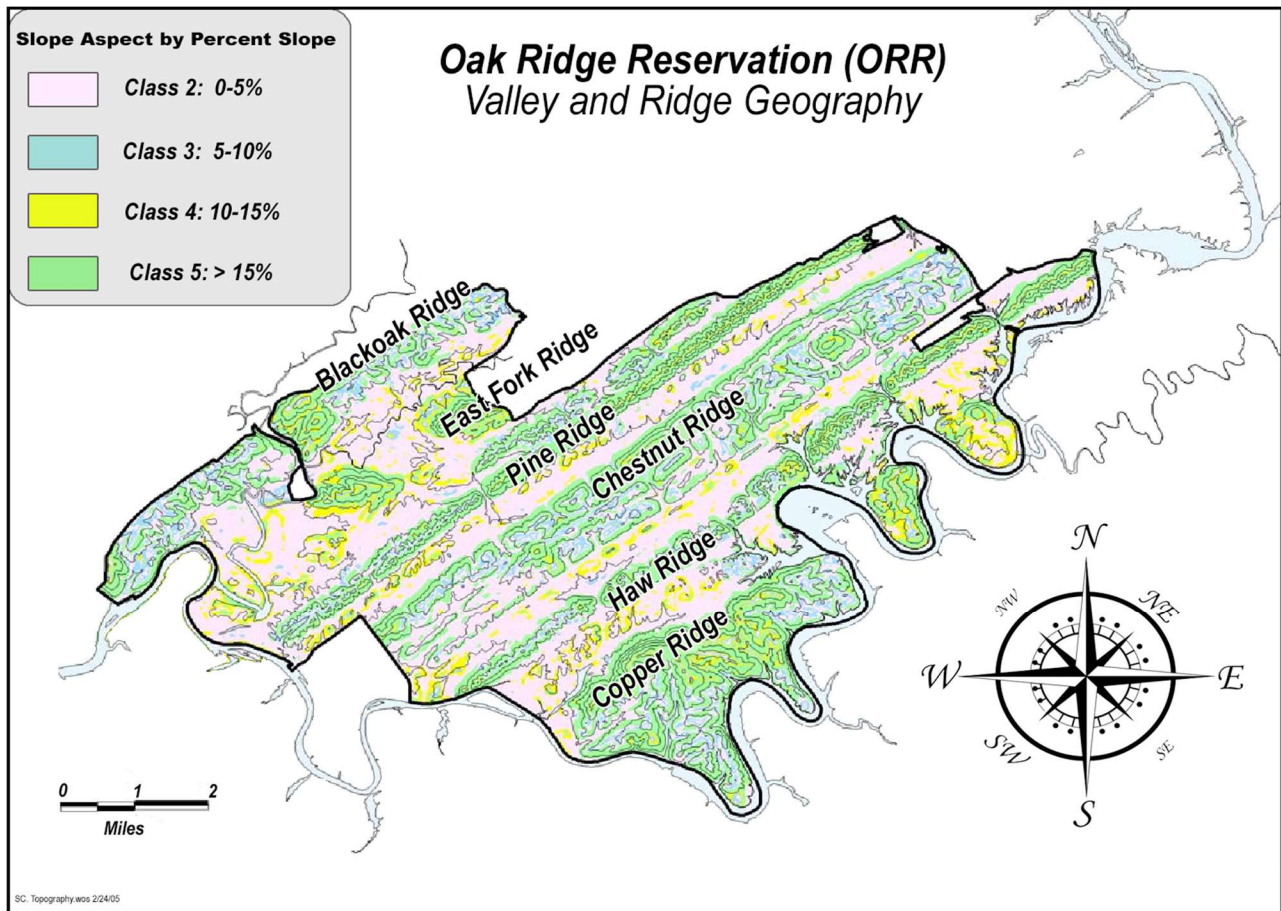 Slope Aspect by Percent Slope
Class 2: 0-5%
Class 3: 5-10%
Class 4: 10-15%
Class 5: > 15%
Oak Ridge Reservation (ORR)
Valley and Ridge Geography
Blackoak Ridge
East Fork Ridge
Pine Ridge
Chestnut Ridge
Haw Ridge
Copper Ridge
N
NW
NE
W
E
SW
SE
S
0 1 2
Miles
SC. Topography.wos 2/24/05